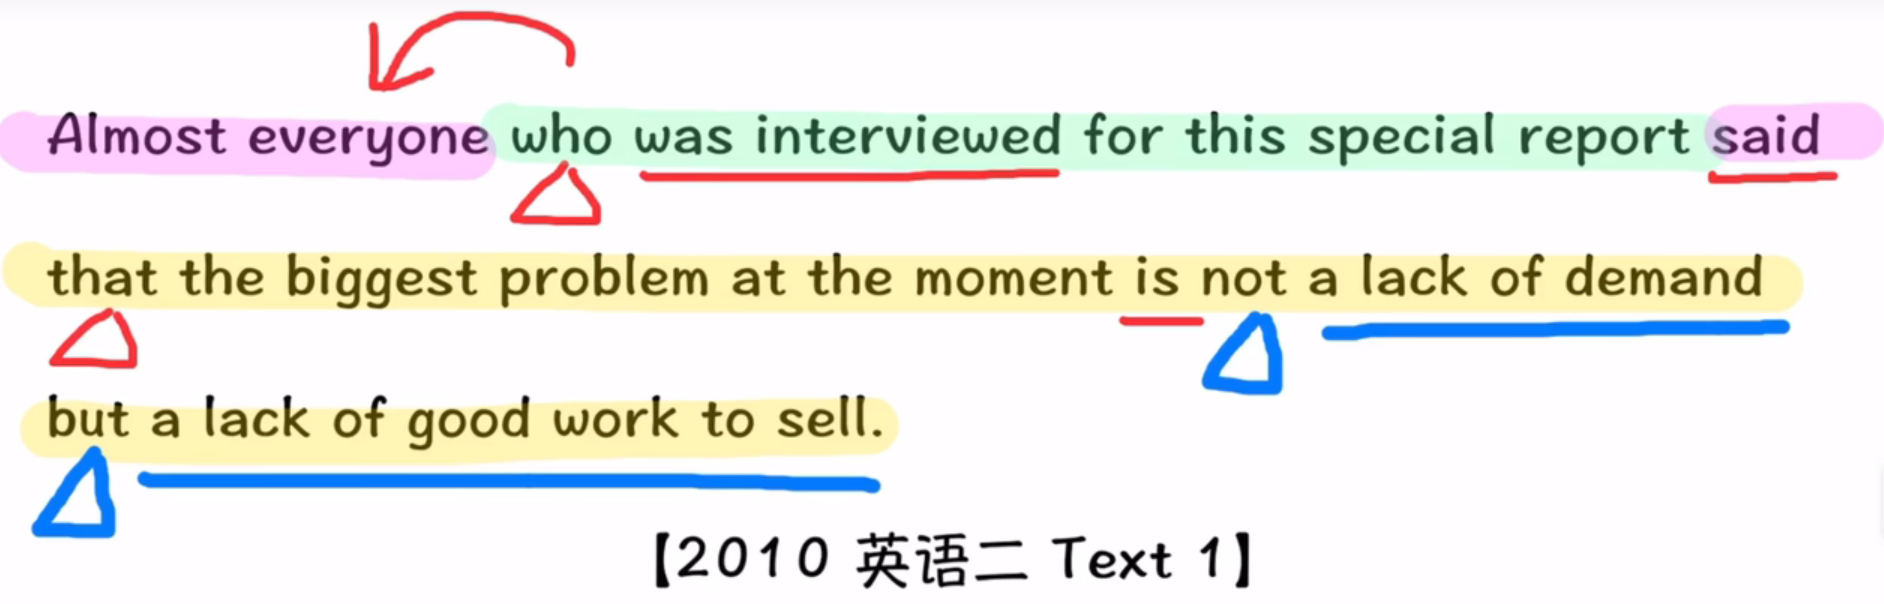 Almost everyone who was interviewed for this special report said
that the biggest problem at the moment is not a lack of demand
but a lack of good work to sell.
【2010 英语二 Text 1】